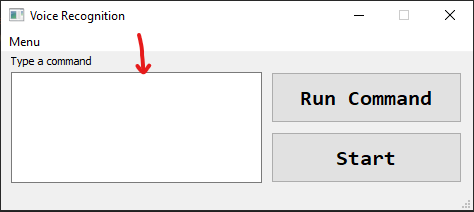 Voice Recognition
Menu
Type a command
Run Command
Start